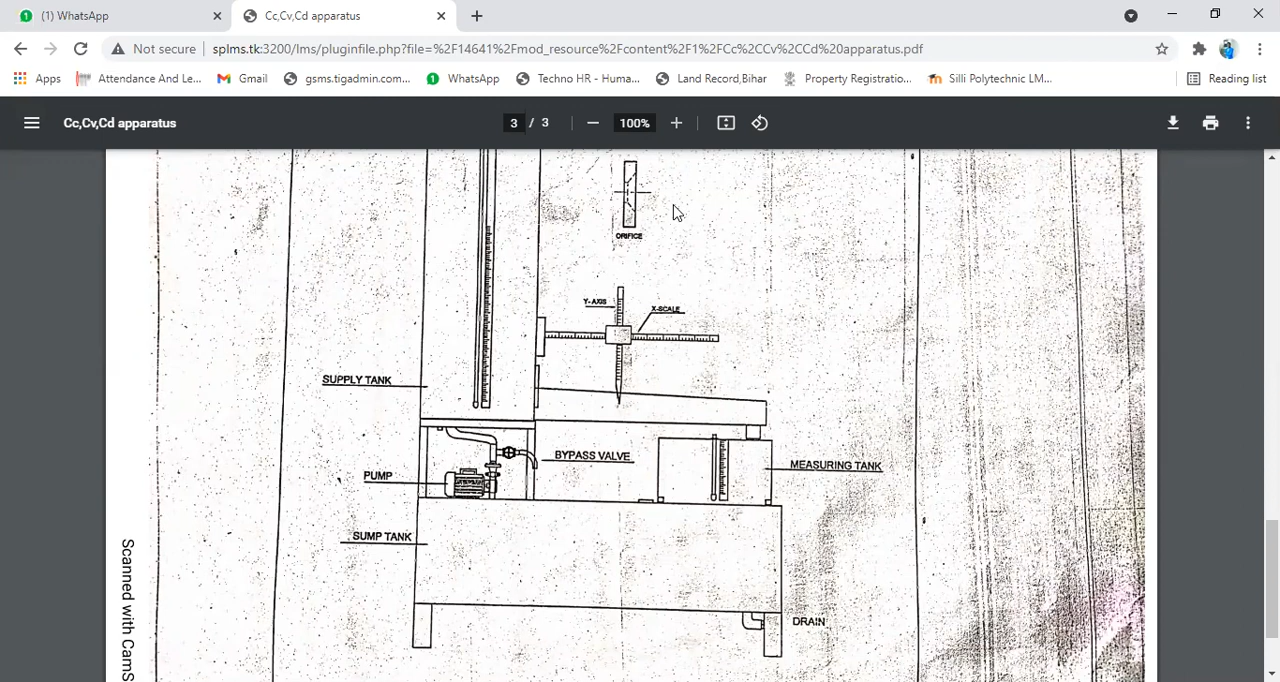 (1) WhatsApp
Cc,Cv,Cd apparatus
Not secure
splms.tk:3200/lms/pluginfile.php?file=%2F14641%2Fmod_resource%2Fcontent%2F1%2FCc%2CCv%2CCd%20apparatus.pdf
Apps
Attendance And Le...
Gmail
gsms.tigadmin.com...
WhatsApp
Techno HR - Huma...
Land Record,Bihar
Property Registratio...
Silli Polytechnic LM...
Reading list
Cc,Cv,Cd apparatus
3 / 3
100%
ORIFICE
Y- AXIS
X-SCALE
SUPPLY TANK
BYPASS VALVE
MEASURING TANK
PUMP
SUMP TANK
DRAIN
Scanned with CamS